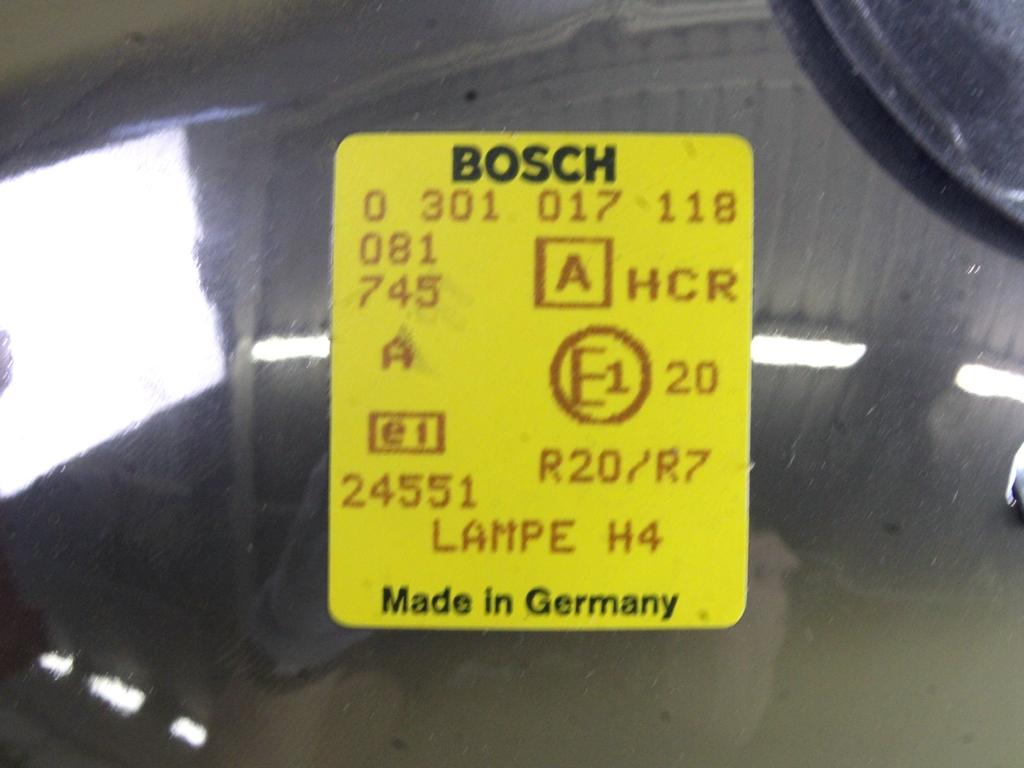 BOSCH
0 301 017 118
081
745
A HCR
A
E1 20
e1
R20/R7
24551
LAMPE H4
Made in Germany